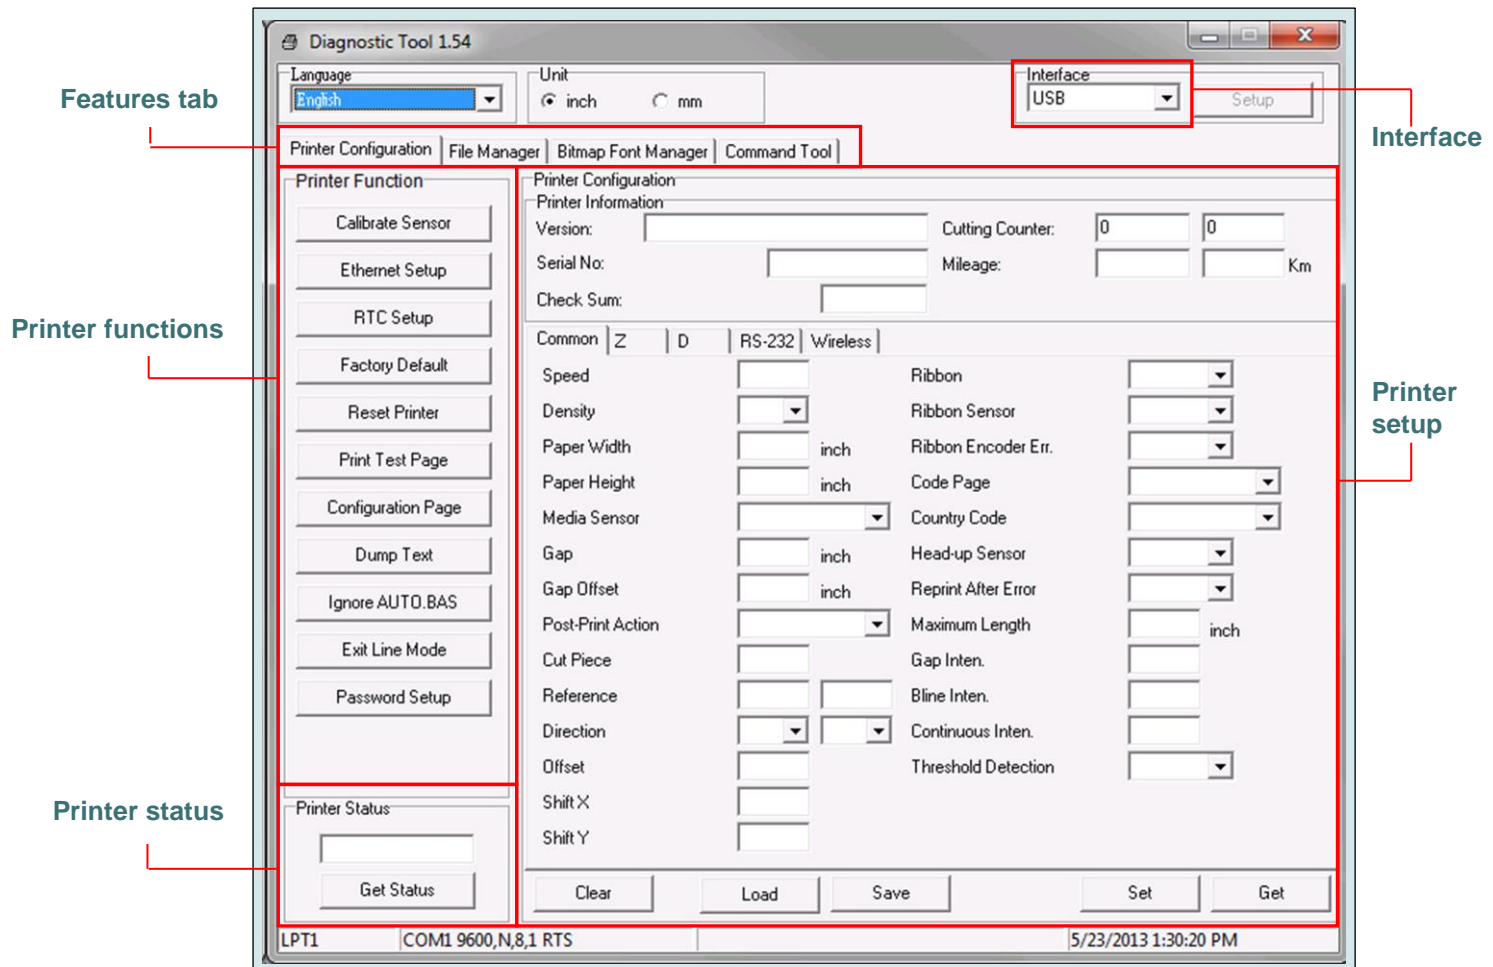 Diagnostic Tool 1.54
Features tab
Language
English
Unit
inch
mm
Interface
USB
Setup
Interface
Printer Configuration
File Manager
Bitmap Font Manager
Command Tool
Printer functions
Printer Function
Calibrate Sensor
Ethernet Setup
RTC Setup
Factory Default
Reset Printer
Print Test Page
Configuration Page
Dump Text
Ignore AUTO.BAS
Exit Line Mode
Password Setup
Printer status
Printer Status
Get Status
Printer setup
Printer Configuration
Printer Information
Version:
Cutting Counter: 0 0
Serial No:
Mileage: Km
Check Sum:
Common
Z
D
RS-232
Wireless
Speed
Density
Paper Width inch
Paper Height inch
Media Sensor
Gap inch
Gap Offset inch
Post-Print Action
Cut Piece
Reference
Direction
Offset
Shift X
Shift Y
Ribbon
Ribbon Sensor
Ribbon Encoder Err.
Code Page
Country Code
Head-up Sensor
Reprint After Error
Maximum Length inch
Gap Inten.
Bline Inten.
Continuous Inten.
Threshold Detection
Clear
Load
Save
Set
Get
LPT1
COM1 9600,N,8,1 RTS
5/23/2013 1:30:20 PM